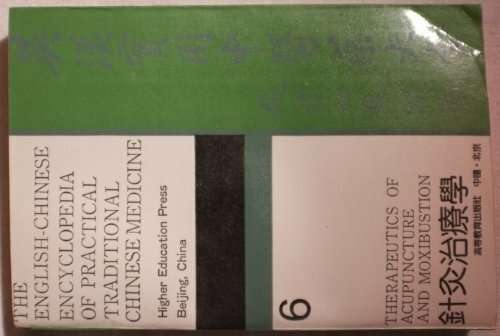 THE
ENGLISH-CHINESE
ENCYCLOPEDIA
OF PRACTICAL
TRADITIONAL
CHINESE MEDICINE
Higher Education Press
Beijing, China
6
THERAPEUTICS OF
ACUPUNCTURE
AND MOXIBUSTION
針灸治療學
高等教育出版社 中國·北京